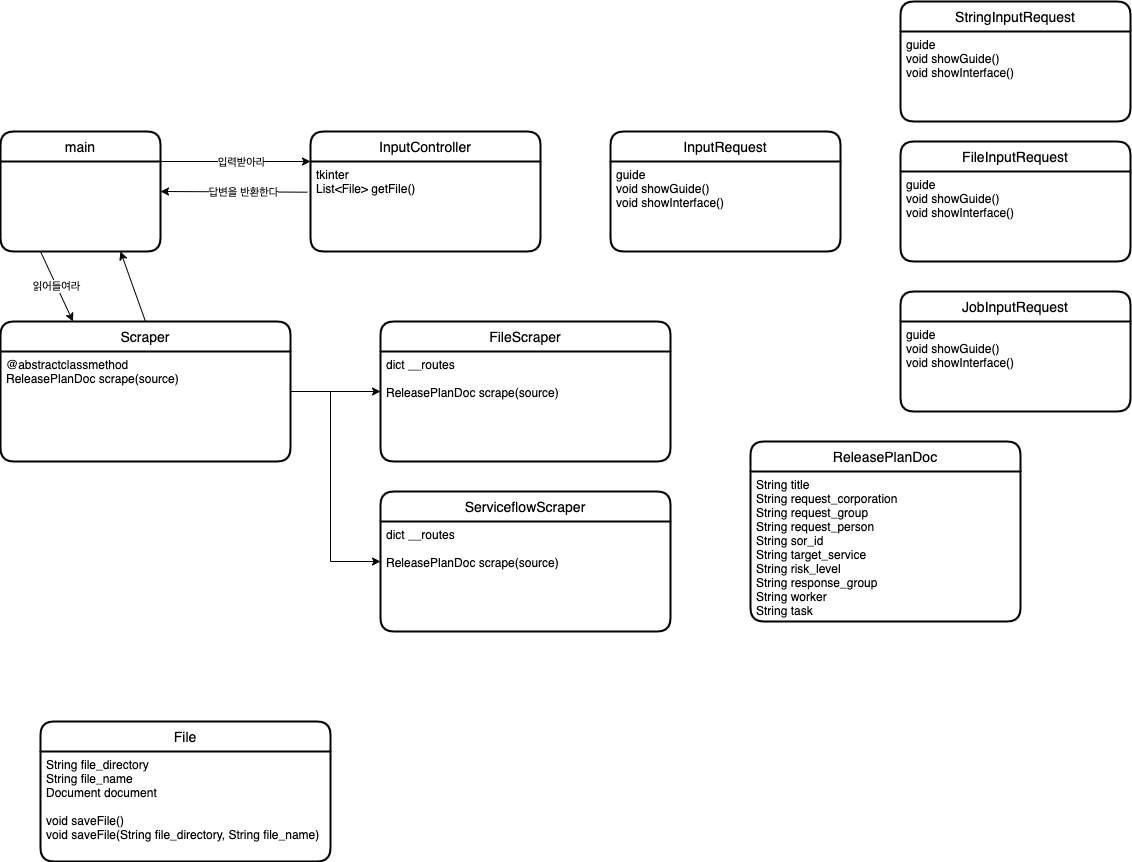 StringInputRequest
guide
void showGuide()
void showInterface()
main
입력받아라
답변을 반환한다
InputController
tkinter
List<File> getFile()
InputRequest
guide
void showGuide()
void showInterface()
FileInputRequest
guide
void showGuide()
void showInterface()
읽어들여라
JobInputRequest
guide
void showGuide()
void showInterface()
Scraper
@abstractclassmethod
ReleasePlanDoc scrape(source)
FileScraper
dict __routes
ReleasePlanDoc scrape(source)
ServiceflowScraper
dict __routes
ReleasePlanDoc scrape(source)
ReleasePlanDoc
String title
String request_corporation
String request_group
String request_person
String sor_id
String target_service
String risk_level
String response_group
String worker
String task
File
String file_directory
String file_name
Document document
void saveFile()
void saveFile(String file_directory, String file_name)